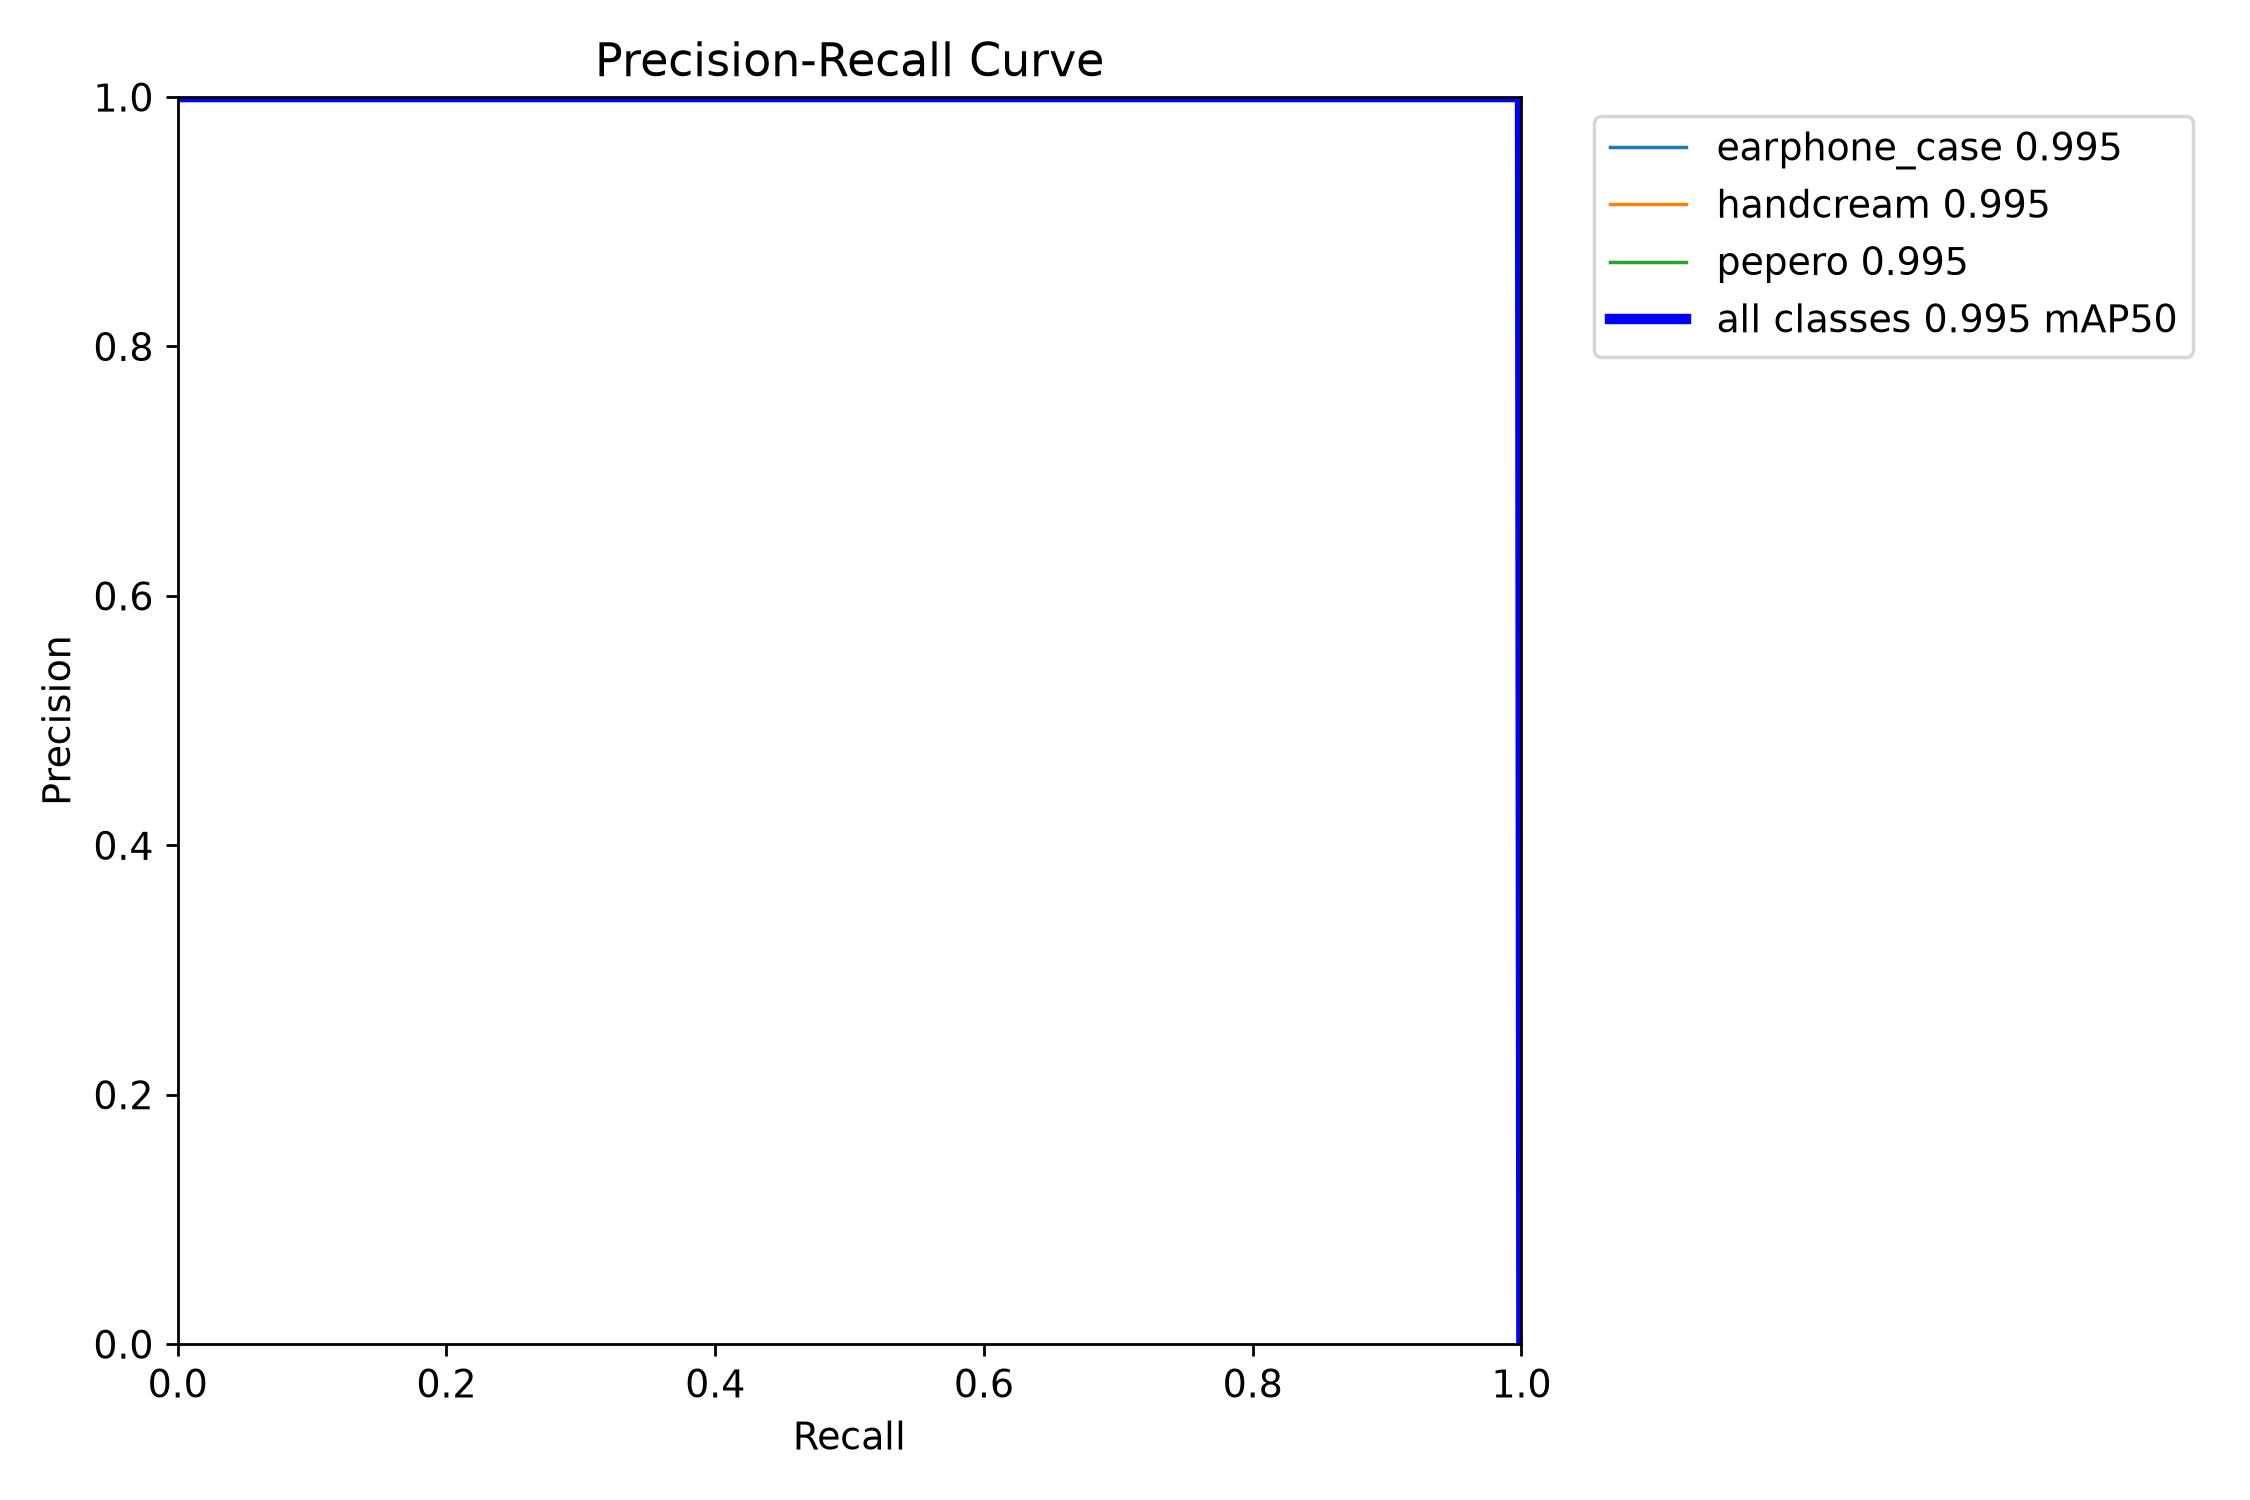 Precision-Recall Curve
1.0
0.8
0.6
0.4
0.2
0.0
Precision
0.0 0.2 0.4 0.6 0.8 1.0
Recall
earphone_case 0.995
handcream 0.995
pepero 0.995
all classes 0.995 mAP50